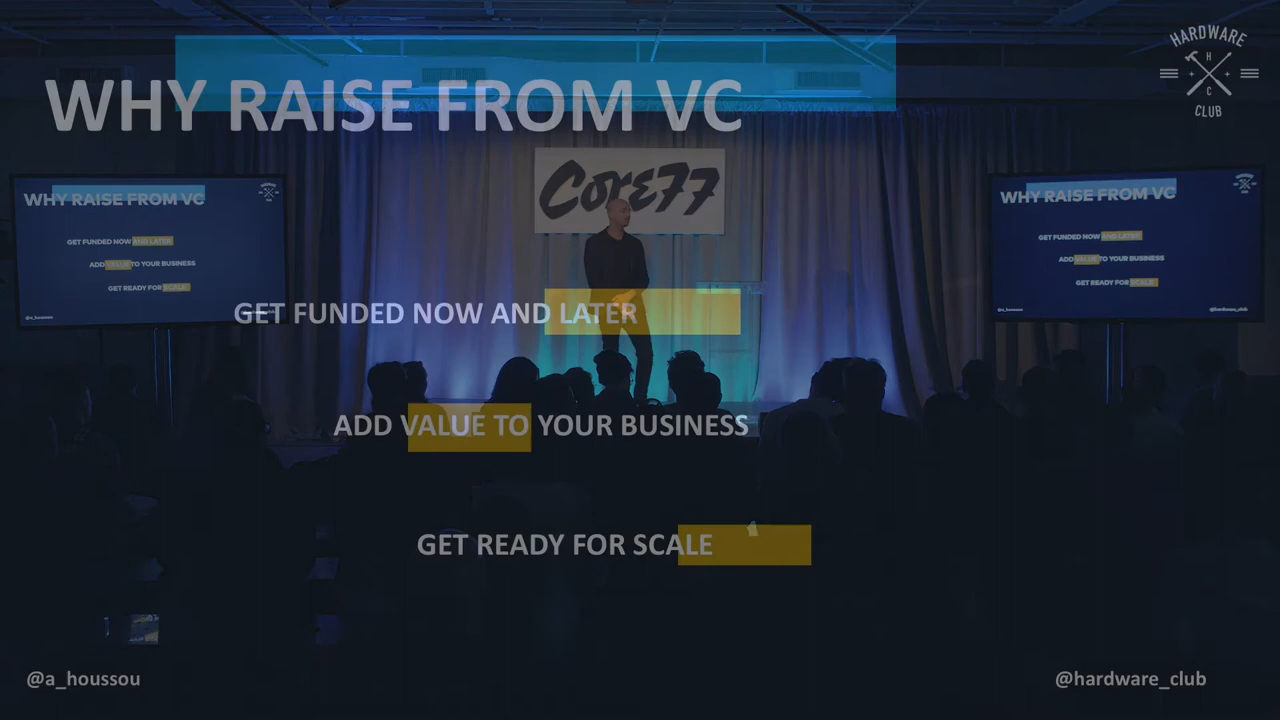 WHY RAISE FROM VC
HARDWARE
H
C
CLUB
Core77
WHY RAISE FROM VC
GET FUNDED NOW AND LATER
ADD VALUE TO YOUR BUSINESS
GET READY FOR SCALE
@a_houssou
WHY RAISE FROM VC
GET FUNDED NOW AND LATER
ADD VALUE TO YOUR BUSINESS
GET READY FOR SCALE
@hardware_club
GET FUNDED NOW AND LATER
ADD VALUE TO YOUR BUSINESS
GET READY FOR SCALE
@a_houssou
@hardware_club